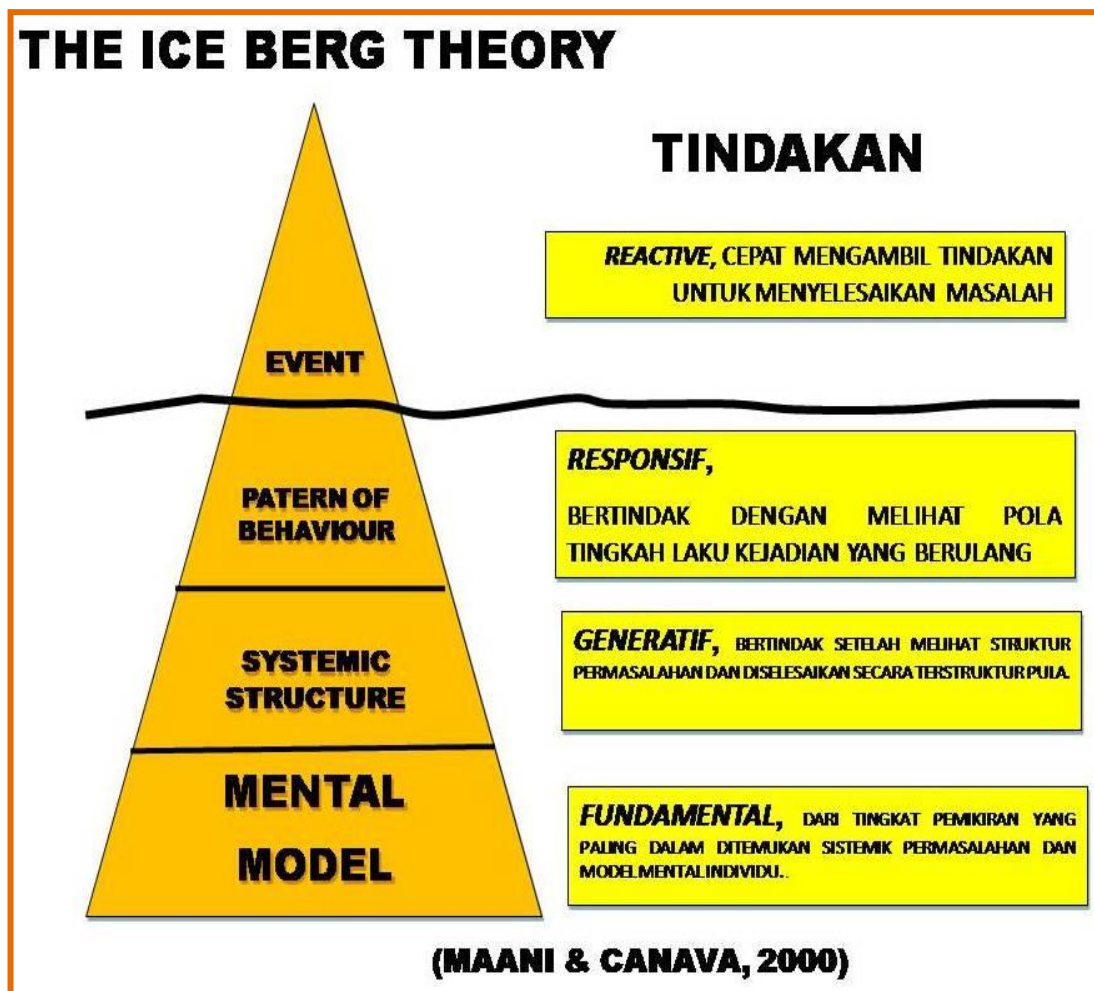 THE ICE BERG THEORY
TINDAKAN
REACTIVE, CEPAT MENGAMBIL TINDAKAN
UNTUK MENYELESAIKAN MASALAH
EVENT
RESPONSIF,
BERTINDAK DENGAN MELIHAT POLA
TINGKAH LAKU KEJADIAN YANG BERULANG
PATERN OF
BEHAVIOUR
GENERATIF, BERTINDAK SETELAH MELIHAT STRUKTUR
PERMASALAHAN DAN DISELESAIKAN SECARA TERSTRUKTUR PULA.
SYSTEMIC
STRUCTURE
MENTAL
MODEL
FUNDAMENTAL, DARI TINGKAT PEMIKIRAN YANG
PALING DALAM DITEMUKAN SISTEMIK PERMASALAHAN DAN
MODEL MENTAL INDIVIDU..
(MAANI & CANAVA, 2000)